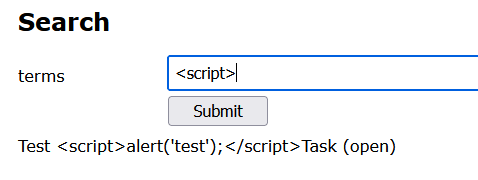 Search
terms
<script>
Submit
Test <script>alert('test');</script>Task (open)